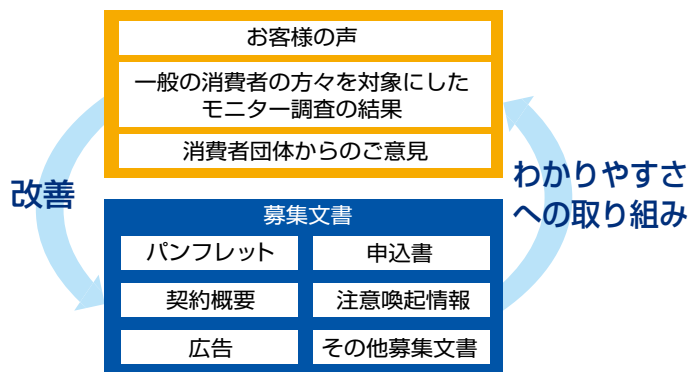 お客様の声
一般の消費者の方々を対象にした
モニター調査の結果
消費者団体からのご意見
改善
わかりやすさ
への取り組み
募集文書
パンフレット
申込書
契約概要
注意喚起情報
広告
その他募集文書